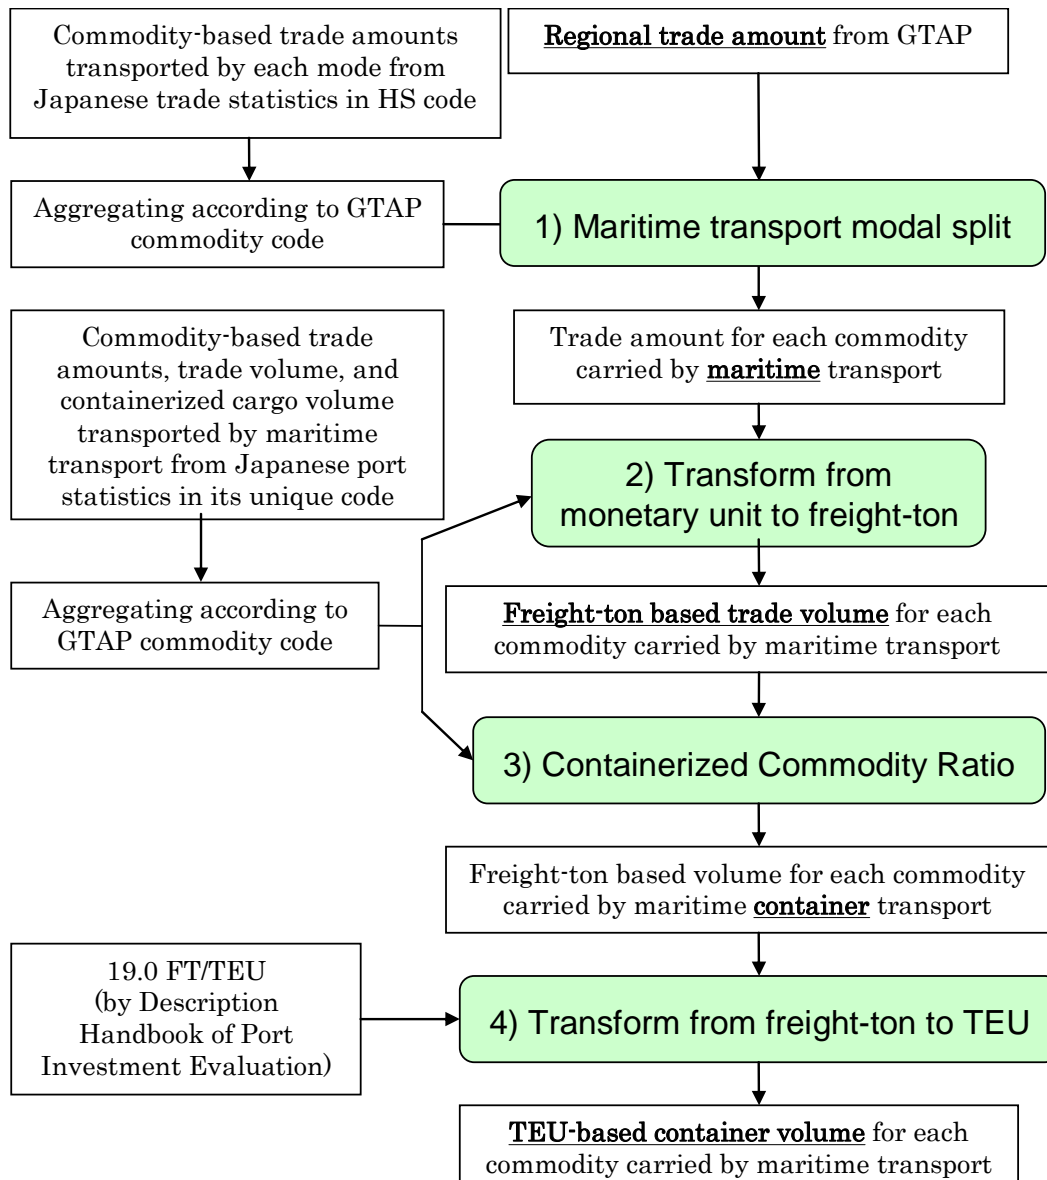 Commodity-based trade amounts
transported by each mode from
Japanese trade statistics in HS code
Regional trade amount from GTAP
Aggregating according to GTAP
commodity code
1) Maritime transport modal split
Trade amount for each commodity
carried by maritime transport
Commodity-based trade
amounts, trade volume, and
containerized cargo volume
transported by maritime
transport from Japanese port
statistics in its unique code
2) Transform from
monetary unit to freight-ton
Aggregating according to
GTAP commodity code
Freight-ton based trade volume for each
commodity carried by maritime transport
3) Containerized Commodity Ratio
Freight-ton based volume for each commodity
carried by maritime container transport
19.0 FT/TEU
(by Description
Handbook of Port
Investment Evaluation)
4) Transform from freight-ton to TEU
TEU-based container volume for each
commodity carried by maritime transport